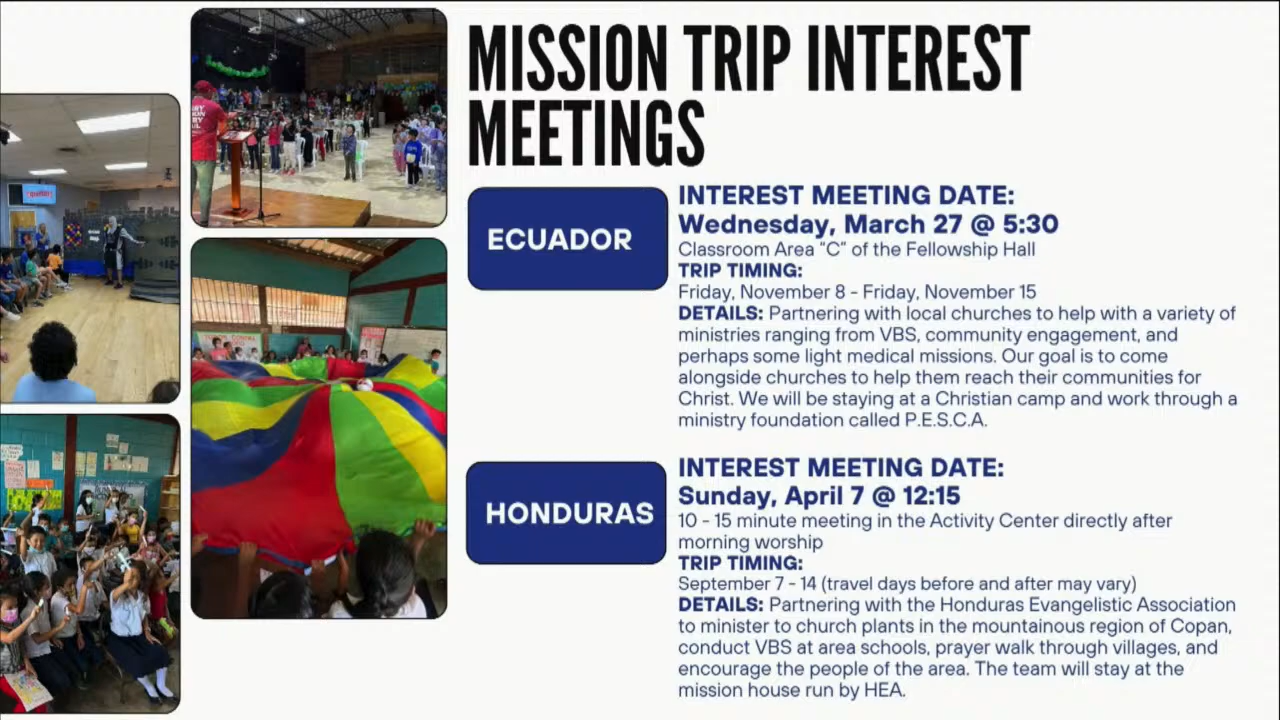 MISSION TRIP INTEREST
MEETINGS
ECUADOR
INTEREST MEETING DATE:
Wednesday, March 27 @ 5:30
Classroom Area "C" of the Fellowship Hall
TRIP TIMING:
Friday, November 8 - Friday, November 15
DETAILS: Partnering with local churches to help with a variety of
ministries ranging from VBS, community engagement, and
perhaps some light medical missions. Our goal is to come
alongside churches to help them reach their communities for
Christ. We will be staying at a Christian camp and work through a
ministry foundation called P.E.S.C.A.
HONDURAS
INTEREST MEETING DATE:
Sunday, April 7 @ 12:15
10 - 15 minute meeting in the Activity Center directly after
morning worship
TRIP TIMING:
September 7 - 14 (travel days before and after may vary)
DETAILS: Partnering with the Honduras Evangelistic Association
to minister to church plants in the mountainous region of Copan,
conduct VBS at area schools, prayer walk through villages, and
encourage the people of the area. The team will stay at the
mission house run by HEA.